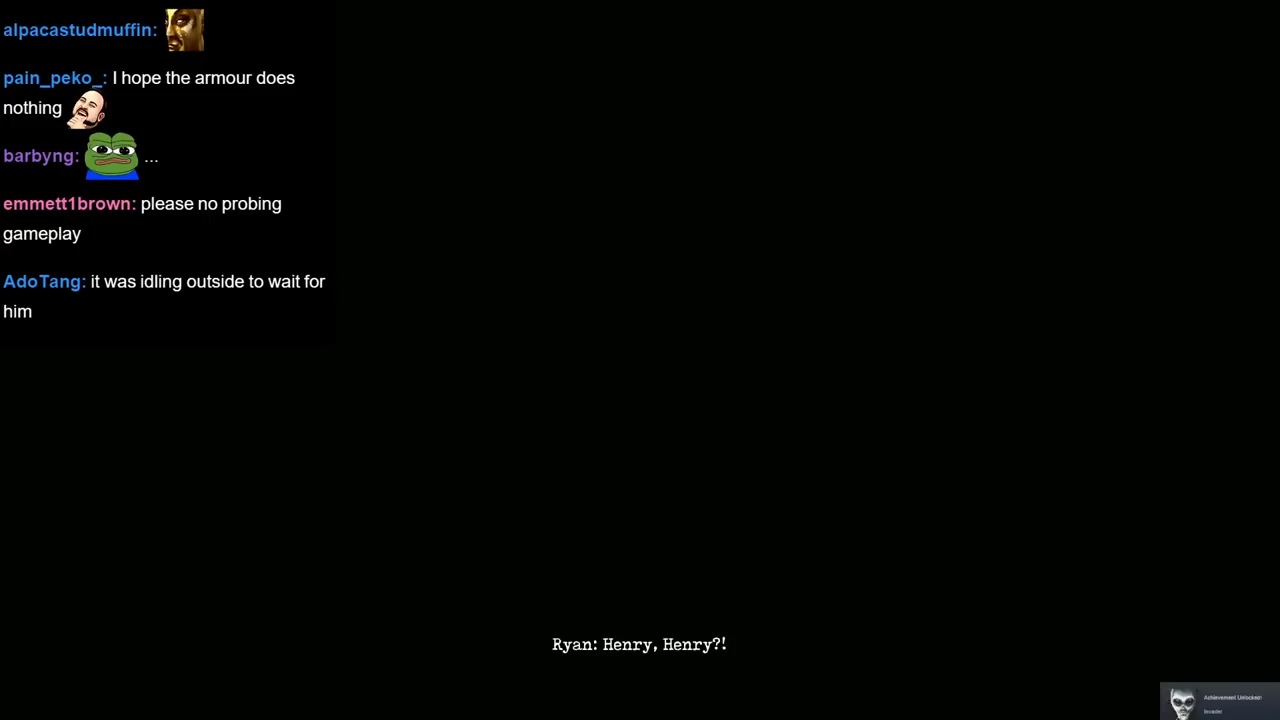 alpacastudmuffin:
pain_peko_: I hope the armour does
nothing
barbyng: ...
emmett1brown: please no probing
gameplay
AdoTang: it was idling outside to wait for
him
Ryan: Henry, Henry?!
Achievement Unlocked!
Invader